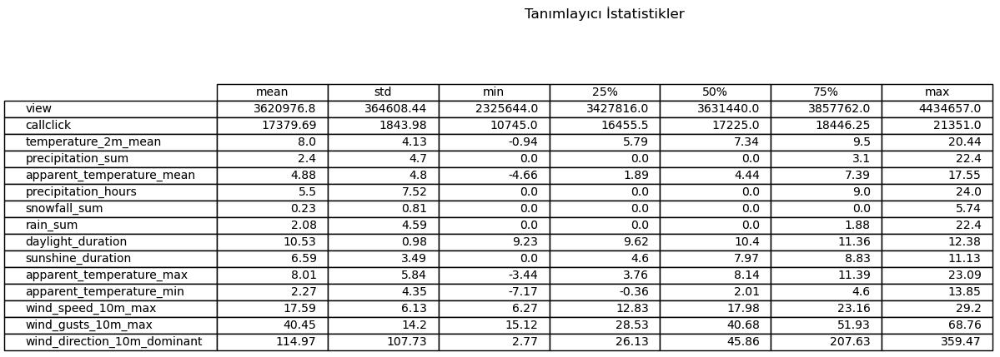 Tanımlayıcı İstatistikler
mean std min 25% 50% 75% max
view 3620976.8 364608.44 2325644.0 3427816.0 3631440.0 3857762.0 4434657.0
callclick 17379.69 1843.98 10745.0 16455.5 17225.0 18446.25 21351.0
temperature_2m_mean 8.0 4.13 -0.94 5.79 7.34 9.5 20.44
precipitation_sum 2.4 4.7 0.0 0.0 0.0 3.1 22.4
apparent_temperature_mean 4.88 4.8 -4.66 1.89 4.44 7.39 17.55
precipitation_hours 5.5 7.52 0.0 0.0 0.0 9.0 24.0
snowfall_sum 0.23 0.81 0.0 0.0 0.0 0.0 5.74
rain_sum 2.08 4.59 0.0 0.0 0.0 1.88 22.4
daylight_duration 10.53 0.98 9.23 9.62 10.4 11.36 12.38
sunshine_duration 6.59 3.49 0.0 4.6 7.97 8.83 11.13
apparent_temperature_max 8.01 5.84 -3.44 3.76 8.14 11.39 23.09
apparent_temperature_min 2.27 4.35 -7.17 -0.36 2.01 4.6 13.85
wind_speed_10m_max 17.59 6.13 6.27 12.83 17.98 23.16 29.2
wind_gusts_10m_max 40.45 14.2 15.12 28.53 40.68 51.93 68.76
wind_direction_10m_dominant 114.97 107.73 2.77 26.13 45.86 207.63 359.47